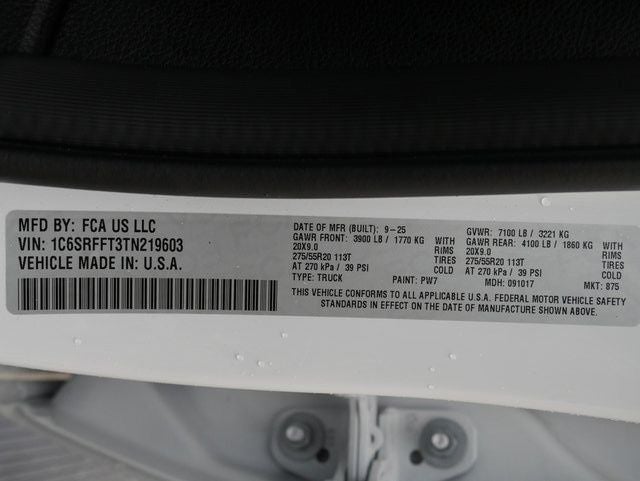 MFD BY: FCA US LLC
VIN: 1C6SRFFT3TN219603
VEHICLE MADE IN: U.S.A.
DATE OF MFR (BUILT): 9-25 GVWR: 7100 LB / 3221 KG
GAWR FRONT: 3900 LB / 1770 KG WITH GAWR REAR: 4100 LB / 1860 KG WITH
20X9.0 RIMS 20X9.0 RIMS
275/55R20 113T TIRES 275/55R20 113T TIRES
AT 270 kPa / 39 PSI COLD AT 270 kPa / 39 PSI COLD
TYPE: TRUCK PAINT: PW7 MDH: 091017 MKT: 875
THIS VEHICLE CONFORMS TO ALL APPLICABLE U.S.A. FEDERAL MOTOR VEHICLE SAFETY
STANDARDS IN EFFECT ON THE DATE OF MANUFACTURE SHOWN ABOVE.